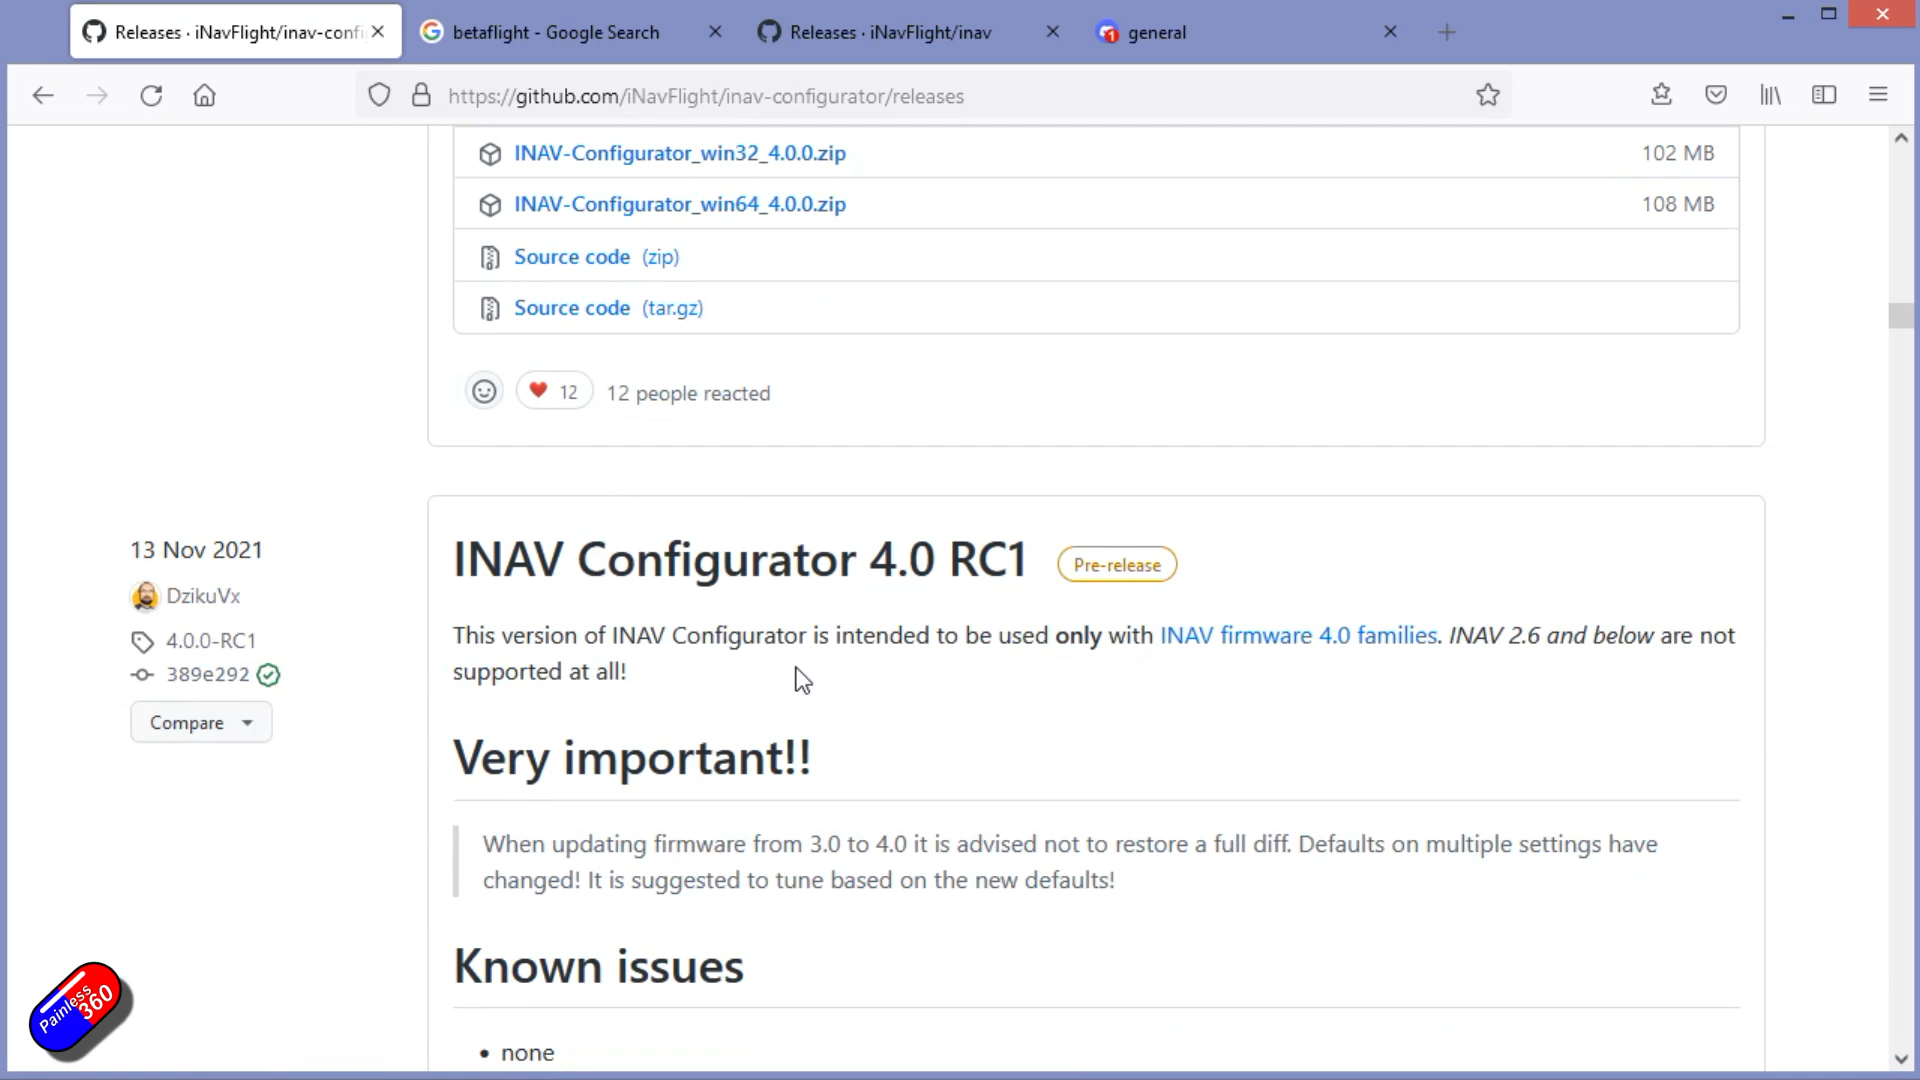 Releases · iNavFlight/inav-confi
betaflight - Google Search
Releases · iNavFlight/inav
1
general
https://github.com/iNavFlight/inav-configurator/releases
INAV-Configurator_win32_4.0.0.zip 102 MB
INAV-Configurator_win64_4.0.0.zip 108 MB
Source code (zip)
Source code (tar.gz)
12 12 people reacted
13 Nov 2021
DzikuVx
4.0.0-RC1
389e292
Compare
INAV Configurator 4.0 RC1 Pre-release
This version of INAV Configurator is intended to be used only with INAV firmware 4.0 families. INAV 2.6 and below are not
supported at all!
Very important!!
When updating firmware from 3.0 to 4.0 it is advised not to restore a full diff. Defaults on multiple settings have
changed! It is suggested to tune based on the new defaults!
Known issues
• none
Painless360